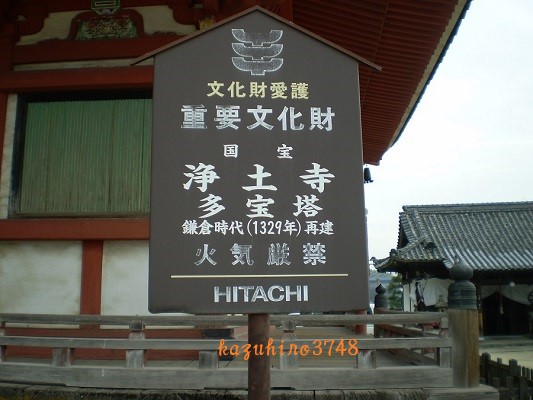 文化財愛護
重要文化財
国宝
浄土寺
多宝塔
鎌倉時代(1329年)再建
火気厳禁
HITACHI
kazuhino3748